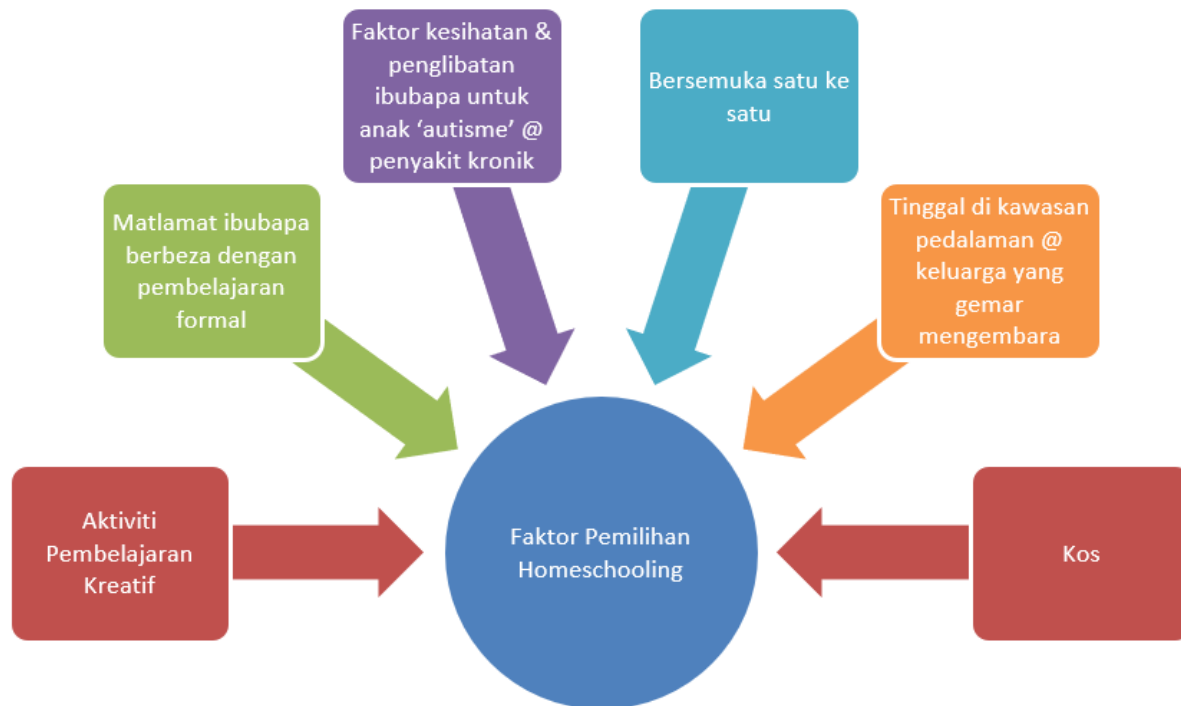 Faktor kesihatan &
penglibatan
ibubapa untuk
anak ‘autisme’ @
penyakit kronik
Bersemuka satu ke
satu
Matlamat ibubapa
berbeza dengan
pembelajaran
formal
Tinggal di kawasan
pedalaman @
keluarga yang
gemar
mengembara
Aktiviti
Pembelajaran
Kreatif
Faktor Pemilihan
Homeschooling
Kos